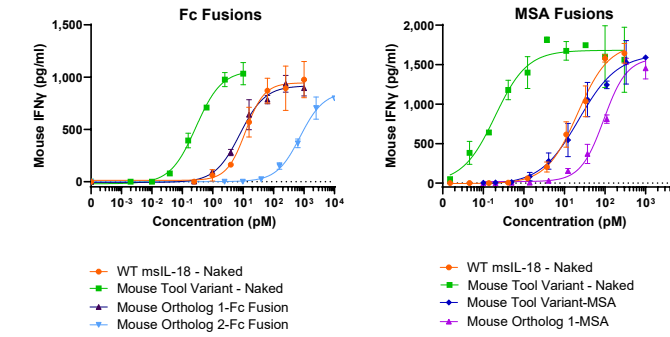 Fc Fusions
Mouse IFNγ (pg/ml)
1,500
1,000
500
0
0 10-3 10-2 10-1 100 101 102 103 104
Concentration (pM)
WT msIL-18 - Naked
Mouse Tool Variant - Naked
Mouse Ortholog 1-Fc Fusion
Mouse Ortholog 2-Fc Fusion
MSA Fusions
Mouse IFNγ (pg/ml)
2,000
1,500
1,000
500
0
0 10-1 100 101 102 103
Concentration (pM)
WT msIL-18 - Naked
Mouse Tool Variant - Naked
Mouse Tool Variant-MSA
Mouse Ortholog 1-MSA